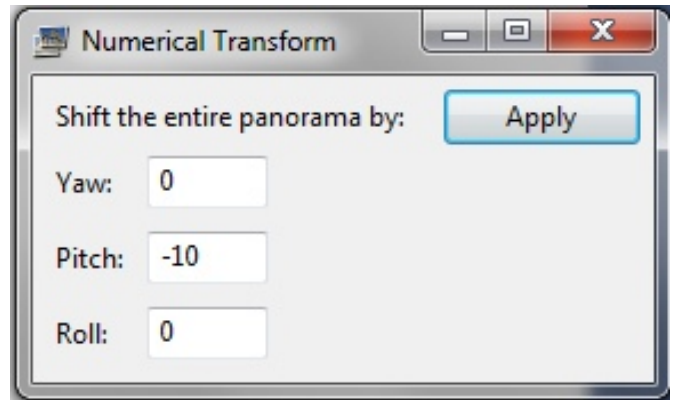 Numerical Transform
Shift the entire panorama by:
Apply
Yaw: 0
Pitch: -10
Roll: 0